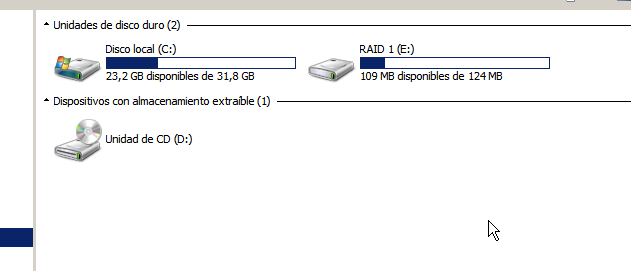 Unidades de disco duro (2)
Disco local (C:)
23,2 GB disponibles de 31,8 GB
RAID 1 (E:)
109 MB disponibles de 124 MB
Dispositivos con almacenamiento extraíble (1)
Unidad de CD (D:)